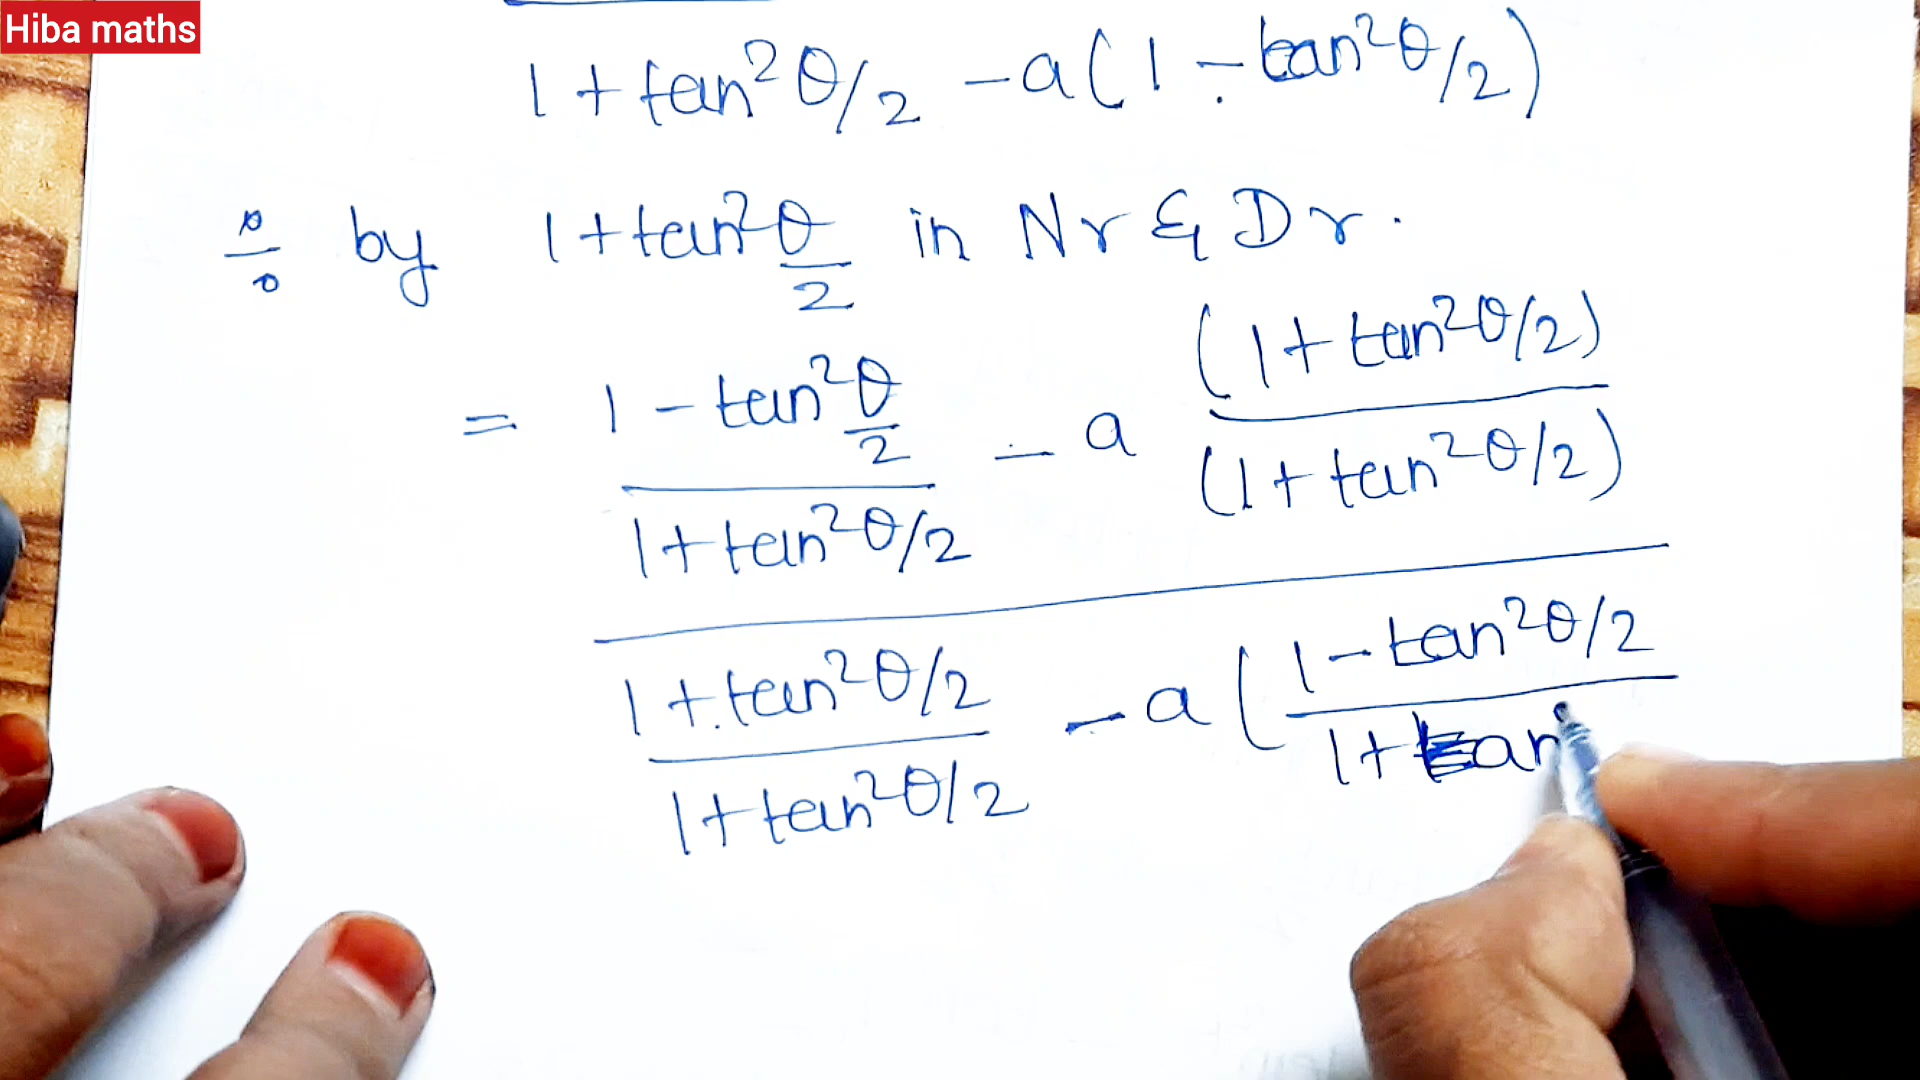 Hiba maths
1 + tan²θ/2 - a(1 - tan²θ/2)
÷ by 1 + tan²θ/2 in Nr & Dr.
= 1 - tan²θ/2 - a (1 + tan²θ/2)
1 + tan²θ/2 (1 + tan²θ/2)
1 + tan²θ/2 - a ( 1 - tan²θ/2
1 + tan²θ/2 1 + tan